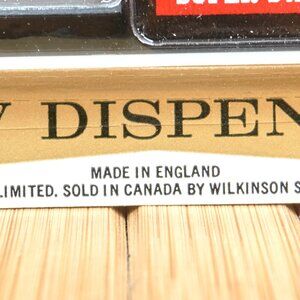 DISPEN
MADE IN ENGLAND
LIMITED. SOLD IN CANADA BY WILKINSON S